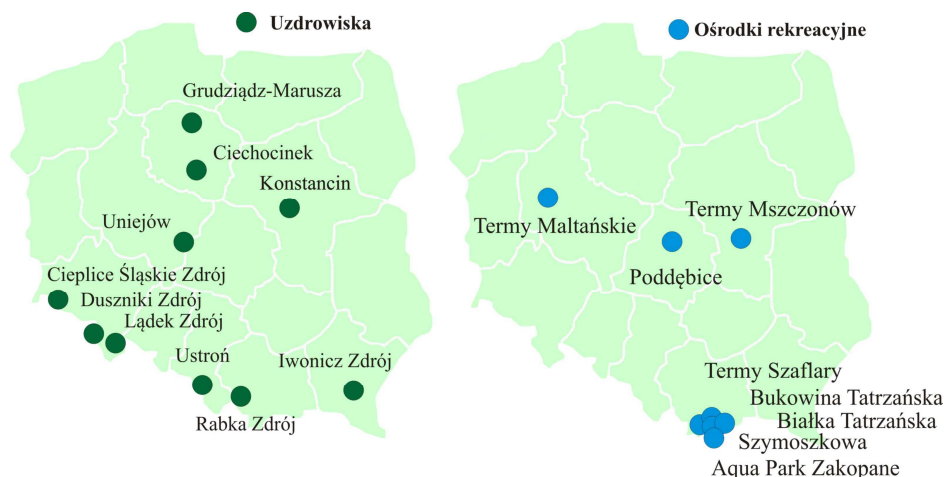 Uzdrowiska
Grudziądz-Marusza
Ciechocinek
Konstancin
Uniejów
Cieplice Śląskie Zdrój
Duszniki Zdrój
Lądek Zdrój
Ustroń
Iwonicz Zdrój
Rabka Zdrój
Ośrodki rekreacyjne
Termy Maltańskie
Termy Mszczonów
Poddębice
Termy Szaflary
Bukowina Tatrzańska
Białka Tatrzańska
Szymoszkowa
Aqua Park Zakopane